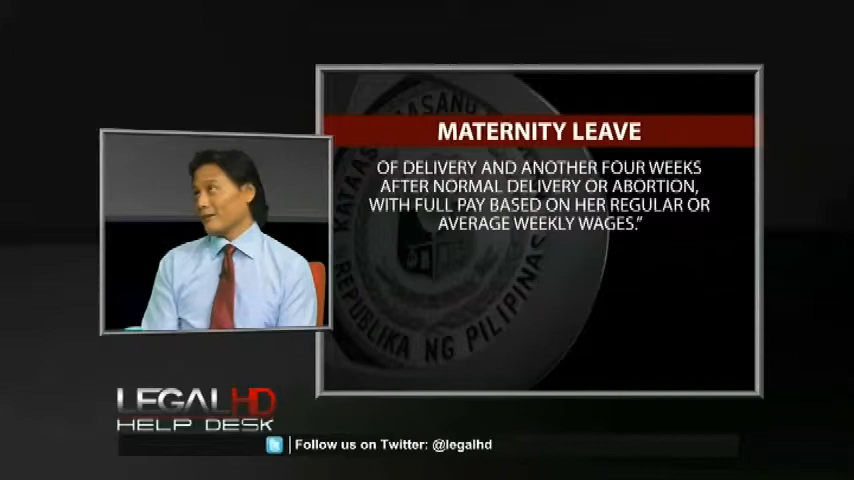 MATERNITY LEAVE
OF DELIVERY AND ANOTHER FOUR WEEKS
AFTER NORMAL DELIVERY OR ABORTION,
WITH FULL PAY BASED ON HER REGULAR OR
AVERAGE WEEKLY WAGES.”
REPUBLIKA NG PILIPINAS
LEGALHD
HELP DESK
Follow us on Twitter: @legalhd